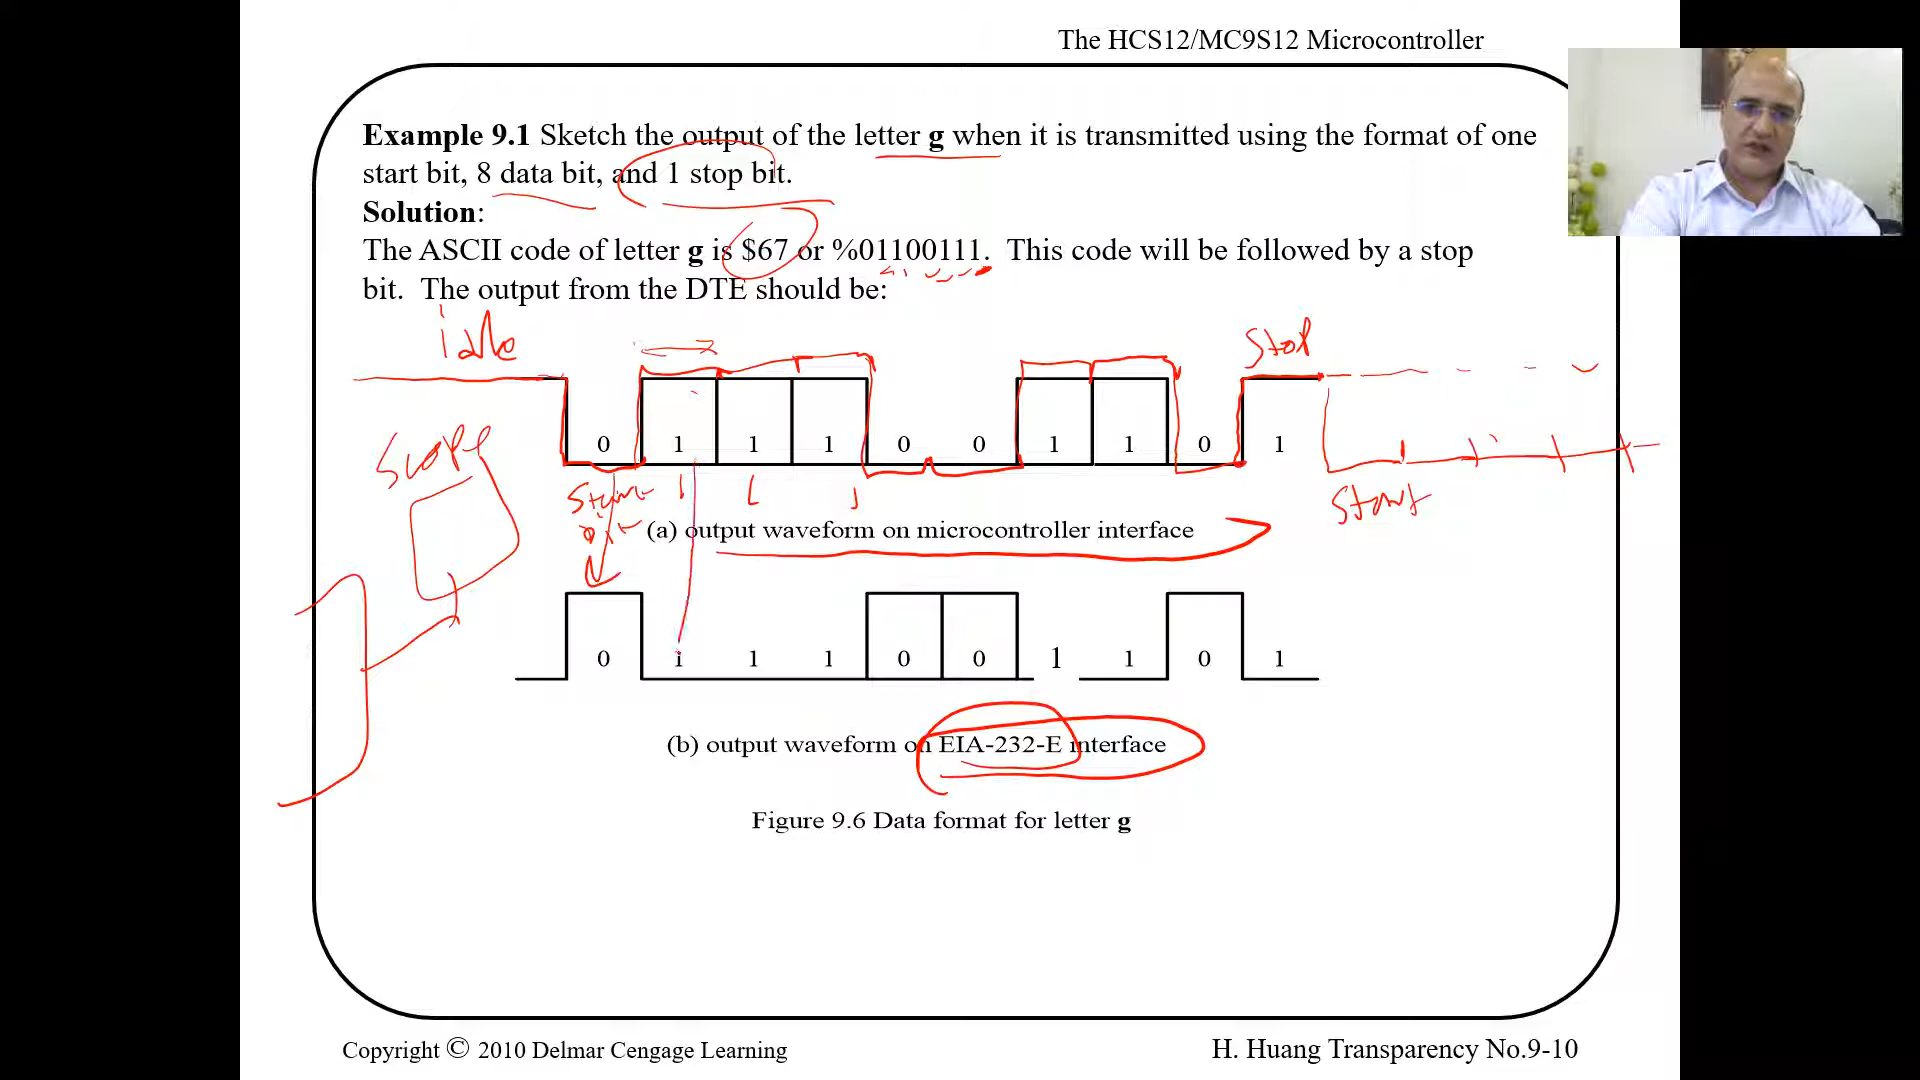 The HCS12/MC9S12 Microcontroller
Example 9.1 Sketch the output of the letter g when it is transmitted using the format of one
start bit, 8 data bit, and 1 stop bit.
Solution:
The ASCII code of letter g is $67 or %01100111. This code will be followed by a stop
bit. The output from the DTE should be:
idle
Stop
0 1 1 1 0 0 1 1 0 1
Scope
Start 1 1 1
bit
Start
(a) output waveform on microcontroller interface
0 i 1 1 0 0 1 1 0 1
(b) output waveform on EIA-232-E interface
Figure 9.6 Data format for letter g
Copyright © 2010 Delmar Cengage Learning
H. Huang Transparency No.9-10